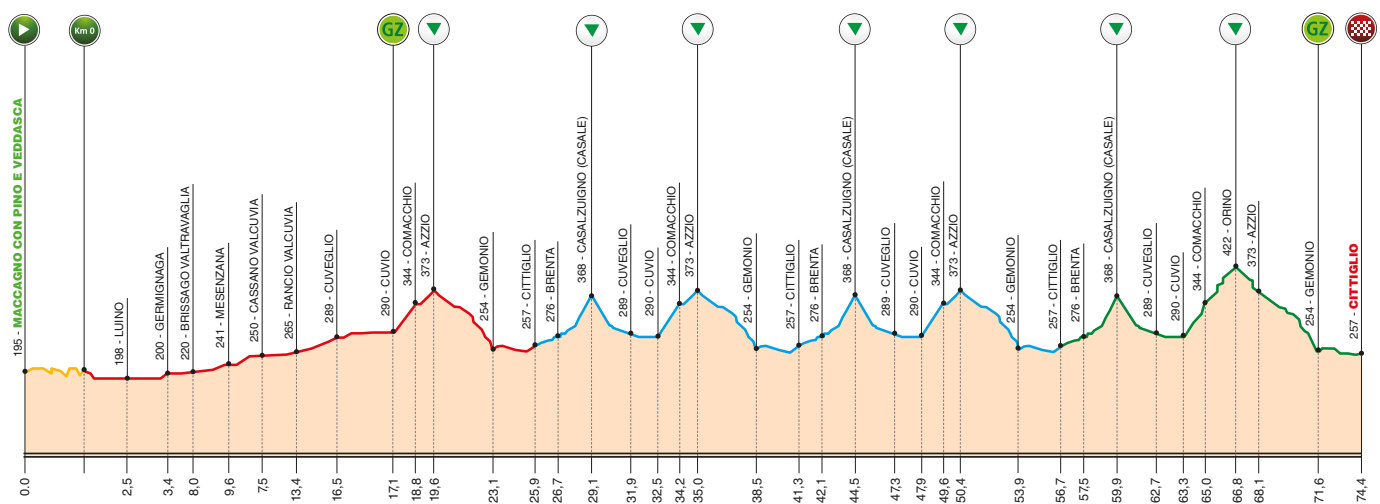 Km 0
GZ
GZ
195 - MACCAGNO CON PINO E VEDDASCA
198 - LUINO
200 - GERMIGNAGA
220 - BRISSAGO VALTRAVAGLIA
241 - MESENZANA
250 - CASSANO VALCUVIA
265 - RANCIO VALCUVIA
289 - CUVEGLIO
290 - CUVIO
344 - COMACCHIO
373 - AZZIO
254 - GEMONIO
257 - CITTIGLIO
276 - BRENTA
368 - CASALZUIGNO (CASALE)
289 - CUVEGLIO
290 - CUVIO
344 - COMACCHIO
373 - AZZIO
254 - GEMONIO
257 - CITTIGLIO
276 - BRENTA
368 - CASALZUIGNO (CASALE)
289 - CUVEGLIO
290 - CUVIO
344 - COMACCHIO
373 - AZZIO
254 - GEMONIO
257 - CITTIGLIO
276 - BRENTA
368 - CASALZUIGNO (CASALE)
289 - CUVEGLIO
290 - CUVIO
344 - COMACCHIO
422 - ORINO
373 - AZZIO
254 - GEMONIO
257 - CITTIGLIO
0,0
2,5
3,4
8,0
9,6
7,5
13,4
16,5
17,1
18,8
19,6
23,1
25,9
26,7
29,1
31,9
32,5
34,2
35,0
38,5
41,3
42,1
44,5
47,3
47,9
49,6
50,4
53,9
56,7
57,5
59,9
62,7
63,3
65,0
66,8
68,1
71,6
74,4